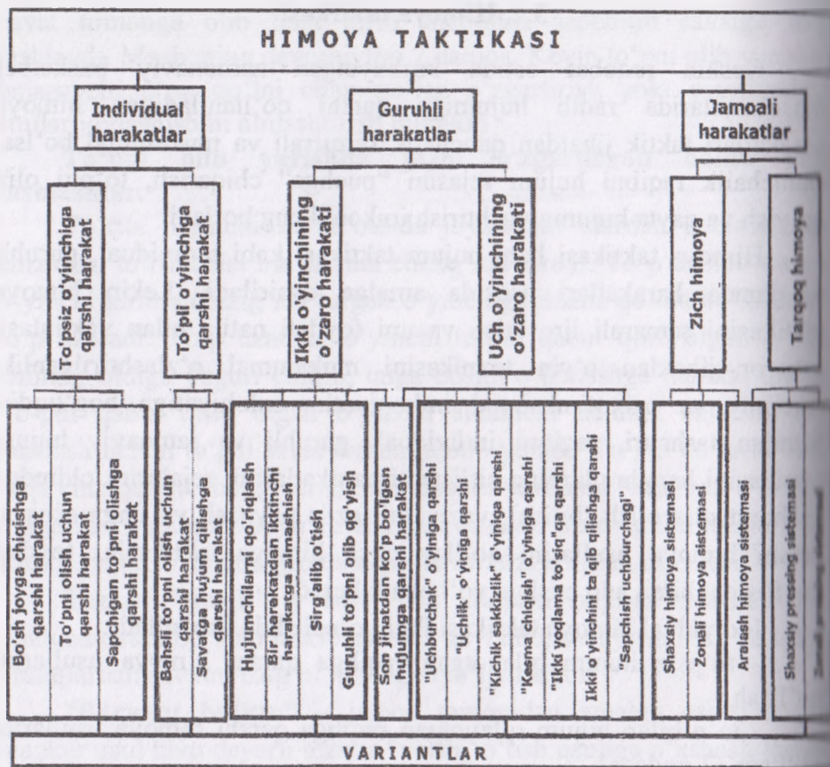 HIMOYA TAKTIKASI
Individual
harakatlar
Guruhli
harakatlar
Jamoali
harakatlar
To'psiz o'yinchiga
qarshi harakat
To'pli o'yinchiga
qarshi harakat
Ikki o'yinchining
o'zaro harakati
Uch o'yinchining
o'zaro harakati
Zich himoya
Tarqoq himoya
Bo'sh joyga chiqishga
qarshi harakat
To'pni olish uchun
qarshi harakat
Sapchigan to'pni olishga
qarshi harakat
Bahsli to'pni olish uchun
qarshi harakat
Savatga hujum qilishga
qarshi harakat
Hujumchilarni qo'riqlash
Bir harakatdan ikkinchi
harakatga almashish
Sirg'alib o'tish
Guruhli to'pni ilib o'yish
Son jihatdan ko'p bo'lgan
hujumga qarshi harakat
"Uchburchak" o'yiniga qarshi
"Uchlik" o'yiniga qarshi
"Kichik sakkizlik" o'yiniga qarshi
"Kesib chiqish" o'yiniga qarshi
"Ikki yoqlama to'siq"qarshi
Ikki o'yinchini ta'qib qilishga qarshi
"Sapchish uchburchagi"
Shaxsiy himoya sistemasi
Zonali himoya sistemasi
Aralash himoya sistemasi
Shaxsiy pressing sistemaasi
VARIANTLAR